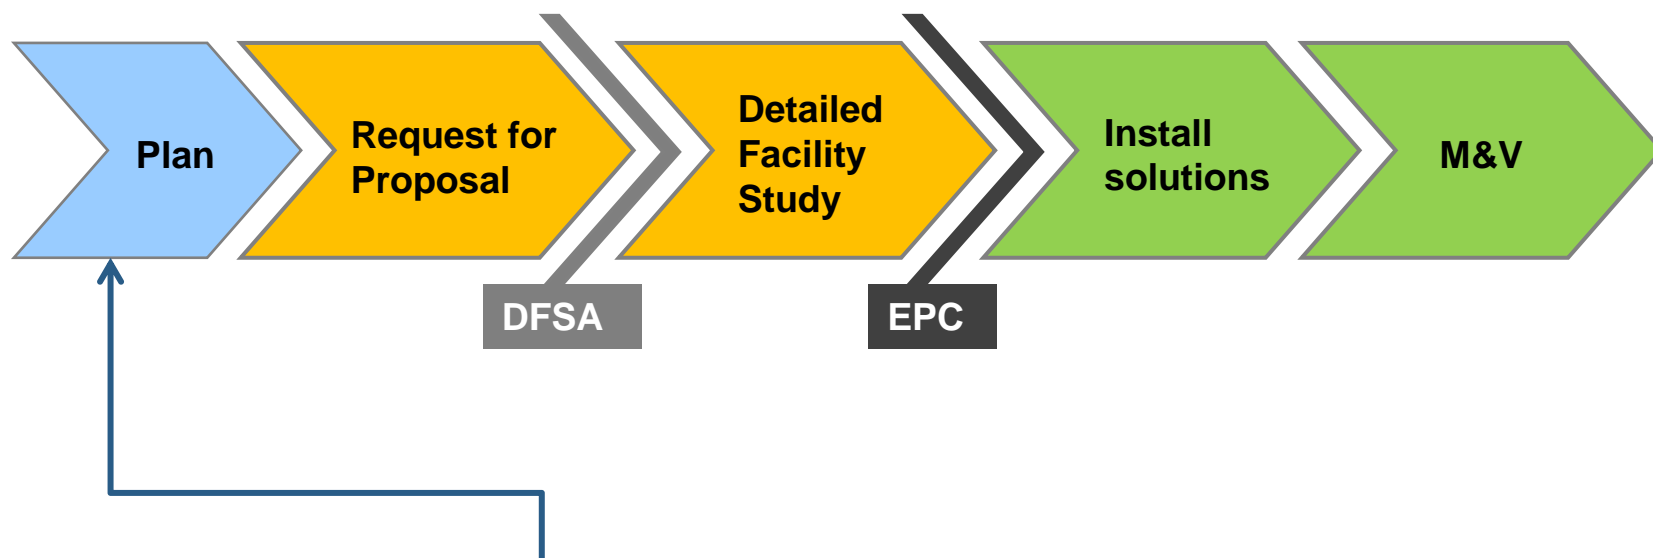 Plan
Request for
Proposal
Detailed
Facility
Study
Install
solutions
M&V
DFSA
EPC